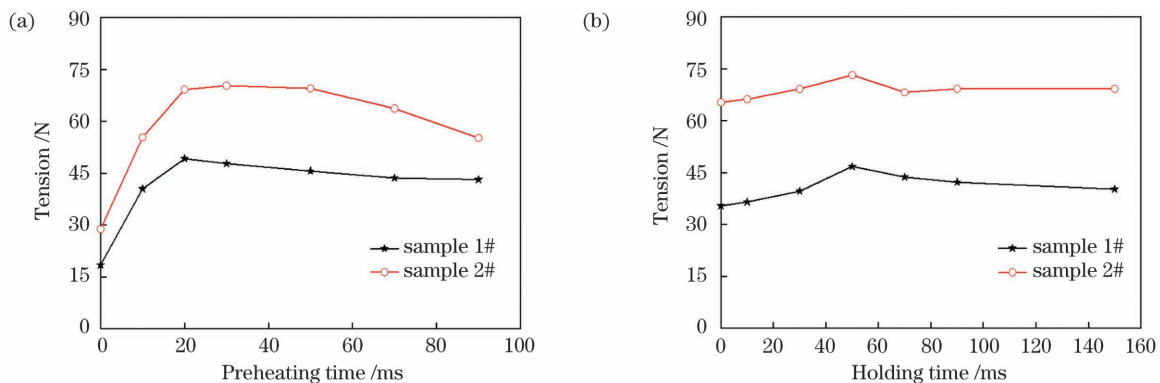 (a)
90
75
60
45
30
15
0
Tension /N
sample 1#
sample 2#
0 20 40 60 80 100
Preheating time /ms
(b)
90
75
60
45
30
15
0
Tension /N
sample 1#
sample 2#
0 20 40 60 80 100 120 140 160
Holding time /ms